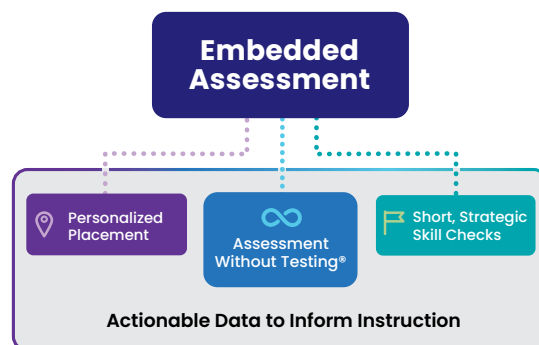 Embedded
Assessment
Personalized
Placement
Assessment
Without Testing®
Short, Strategic
Skill Checks
Actionable Data to Inform Instruction